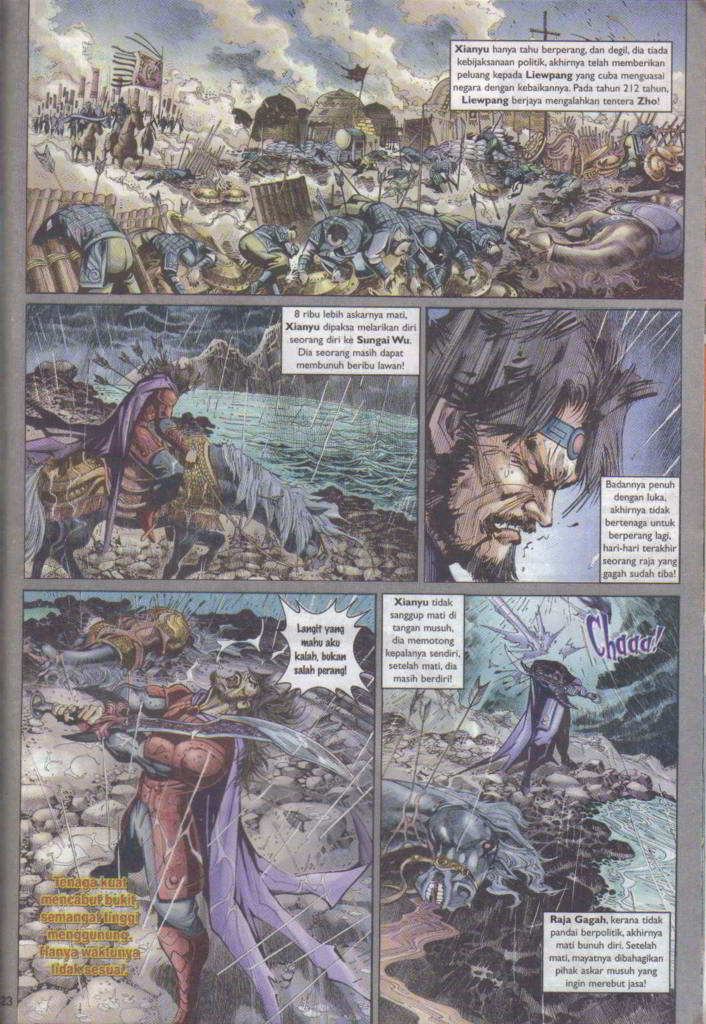 Xianyu hanya tahu berperang, dan degil, dia tiada
kebijaksanaan politik, akhirnya telah memberikan
peluang kepada Liewpang yang cuba menguasai
negara dengan kebaikannya. Pada tahun 212 tahun,
Liewpang berjaya mengalahkan tentera Zho!
8 ribu lebih askarnya mati,
Xianyu dipaksa melarikan diri
seorang diri ke Sungai Wu.
Dia seorang masih dapat
membunuh beribu lawan!
Badannya penuh
dengan luka,
akhirnya tidak
bertenaga untuk
berperang lagi,
hari-hari terakhir
seorang raja yang
gagah sudah tiba!
Langit yang
mahu aku
kalah, bukan
salah perang!
Tenaga kuat
mencabut bukit,
semangat tinggi
menggunung.
Hanya waktunya
tidak sesuai.
Xianyu tidak
sanggup mati di
tangan musuh,
dia memotong
kepalanya sendiri,
setelah mati, dia
masih berdiri!
Chaaa!
Raja Gagah, kerana tidak
pandai berpolitik, akhirnya
mati bunuh diri. Setelah
mati, mayatnya dibahagikan
pihak askar musuh yang
ingin merebut jasa!
23